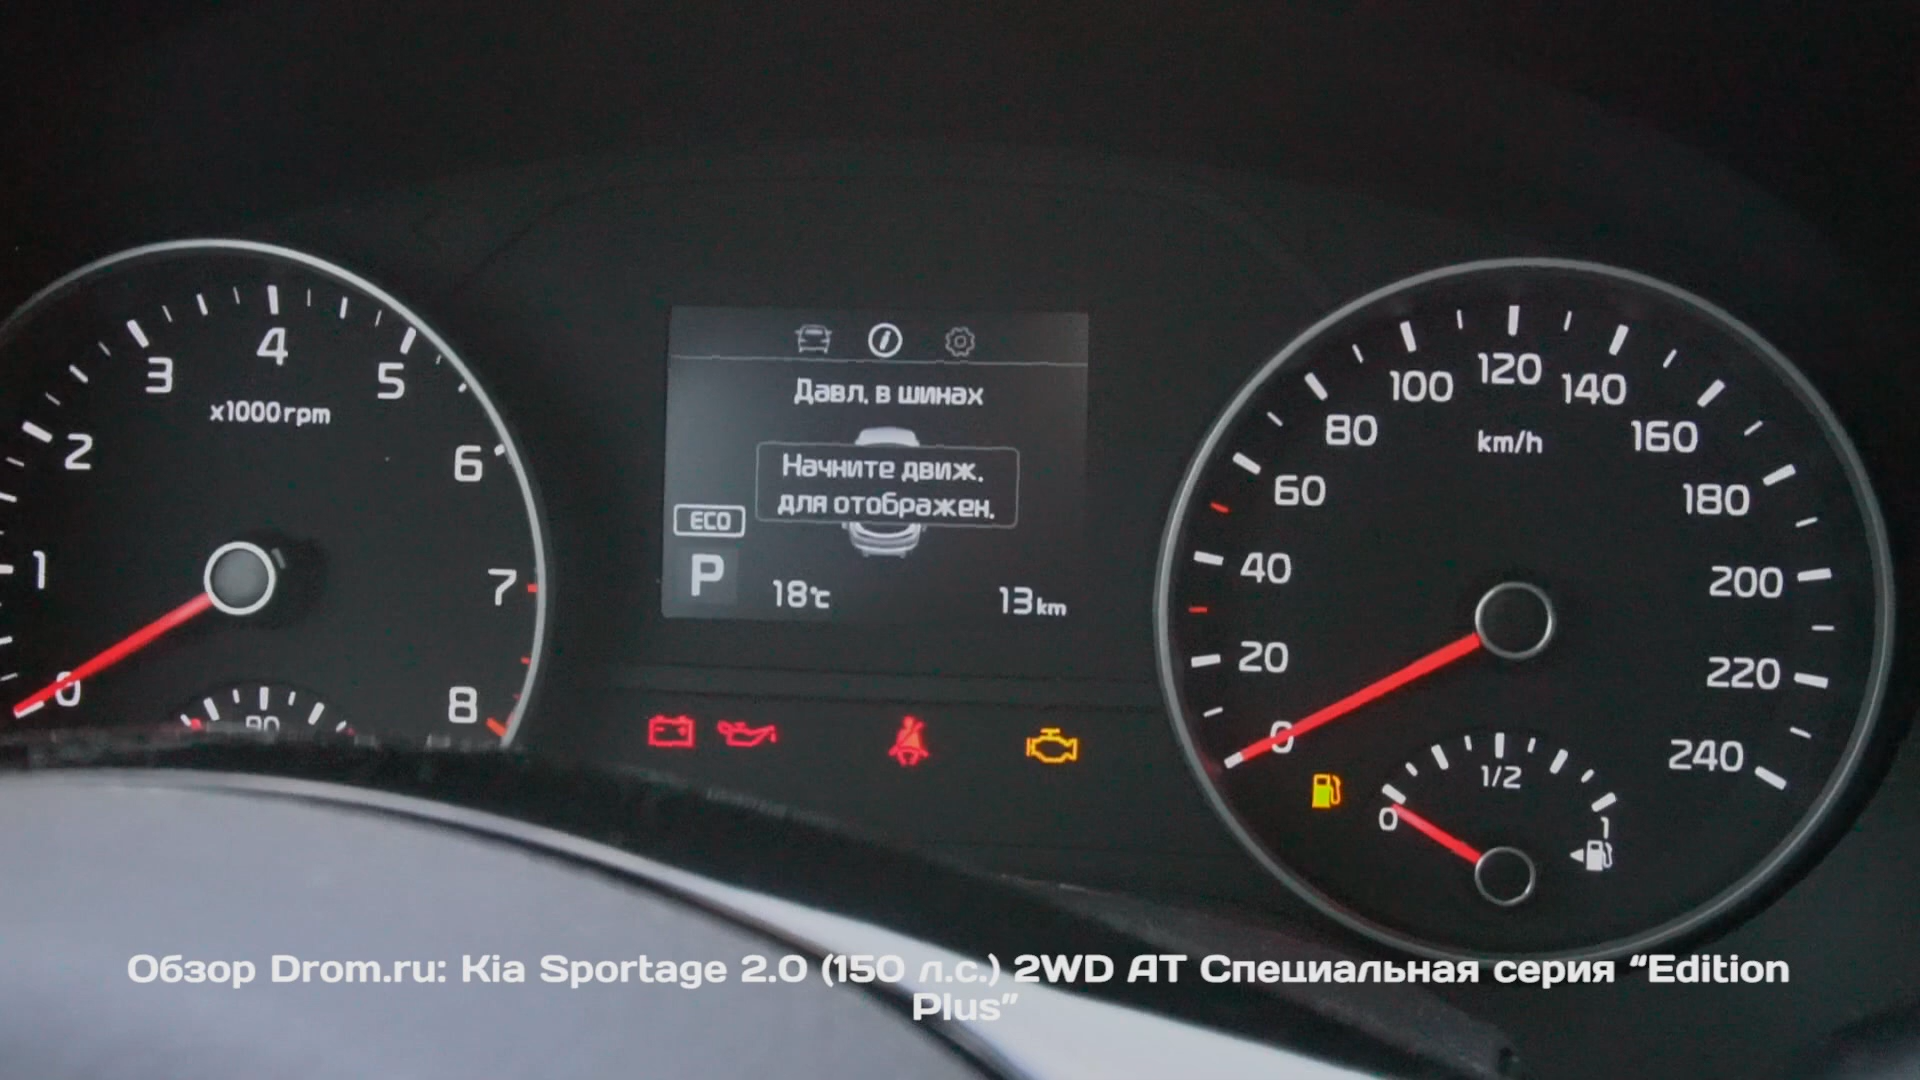 4
3
5
x1000rpm
2
6
1
7
0
8
Давл. в шинах
Начните движ.
для отображен.
ECO
P
18℃
13 km
120
100
140
80
km/h
160
60
180
40
200
20
220
0
240
1/2
0
1
Обзор Drom.ru: Kia Sportage 2.0 (150 л.с.) 2WD AT Специальная серия “Edition
Plus”